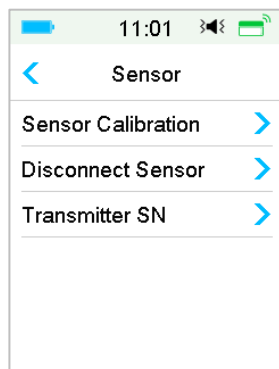 11:01
Sensor
Sensor Calibration
Disconnect Sensor
Transmitter SN